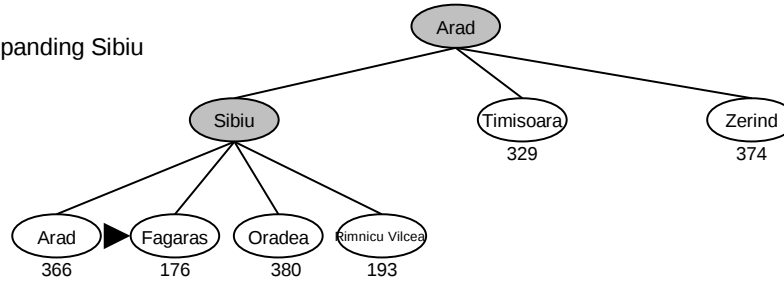 Arad
panding Sibiu
Sibiu
Timisoara
Zerind
329
374
Arad
Fagaras
Oradea
Rimnicu Vilcea
366
176
380
193